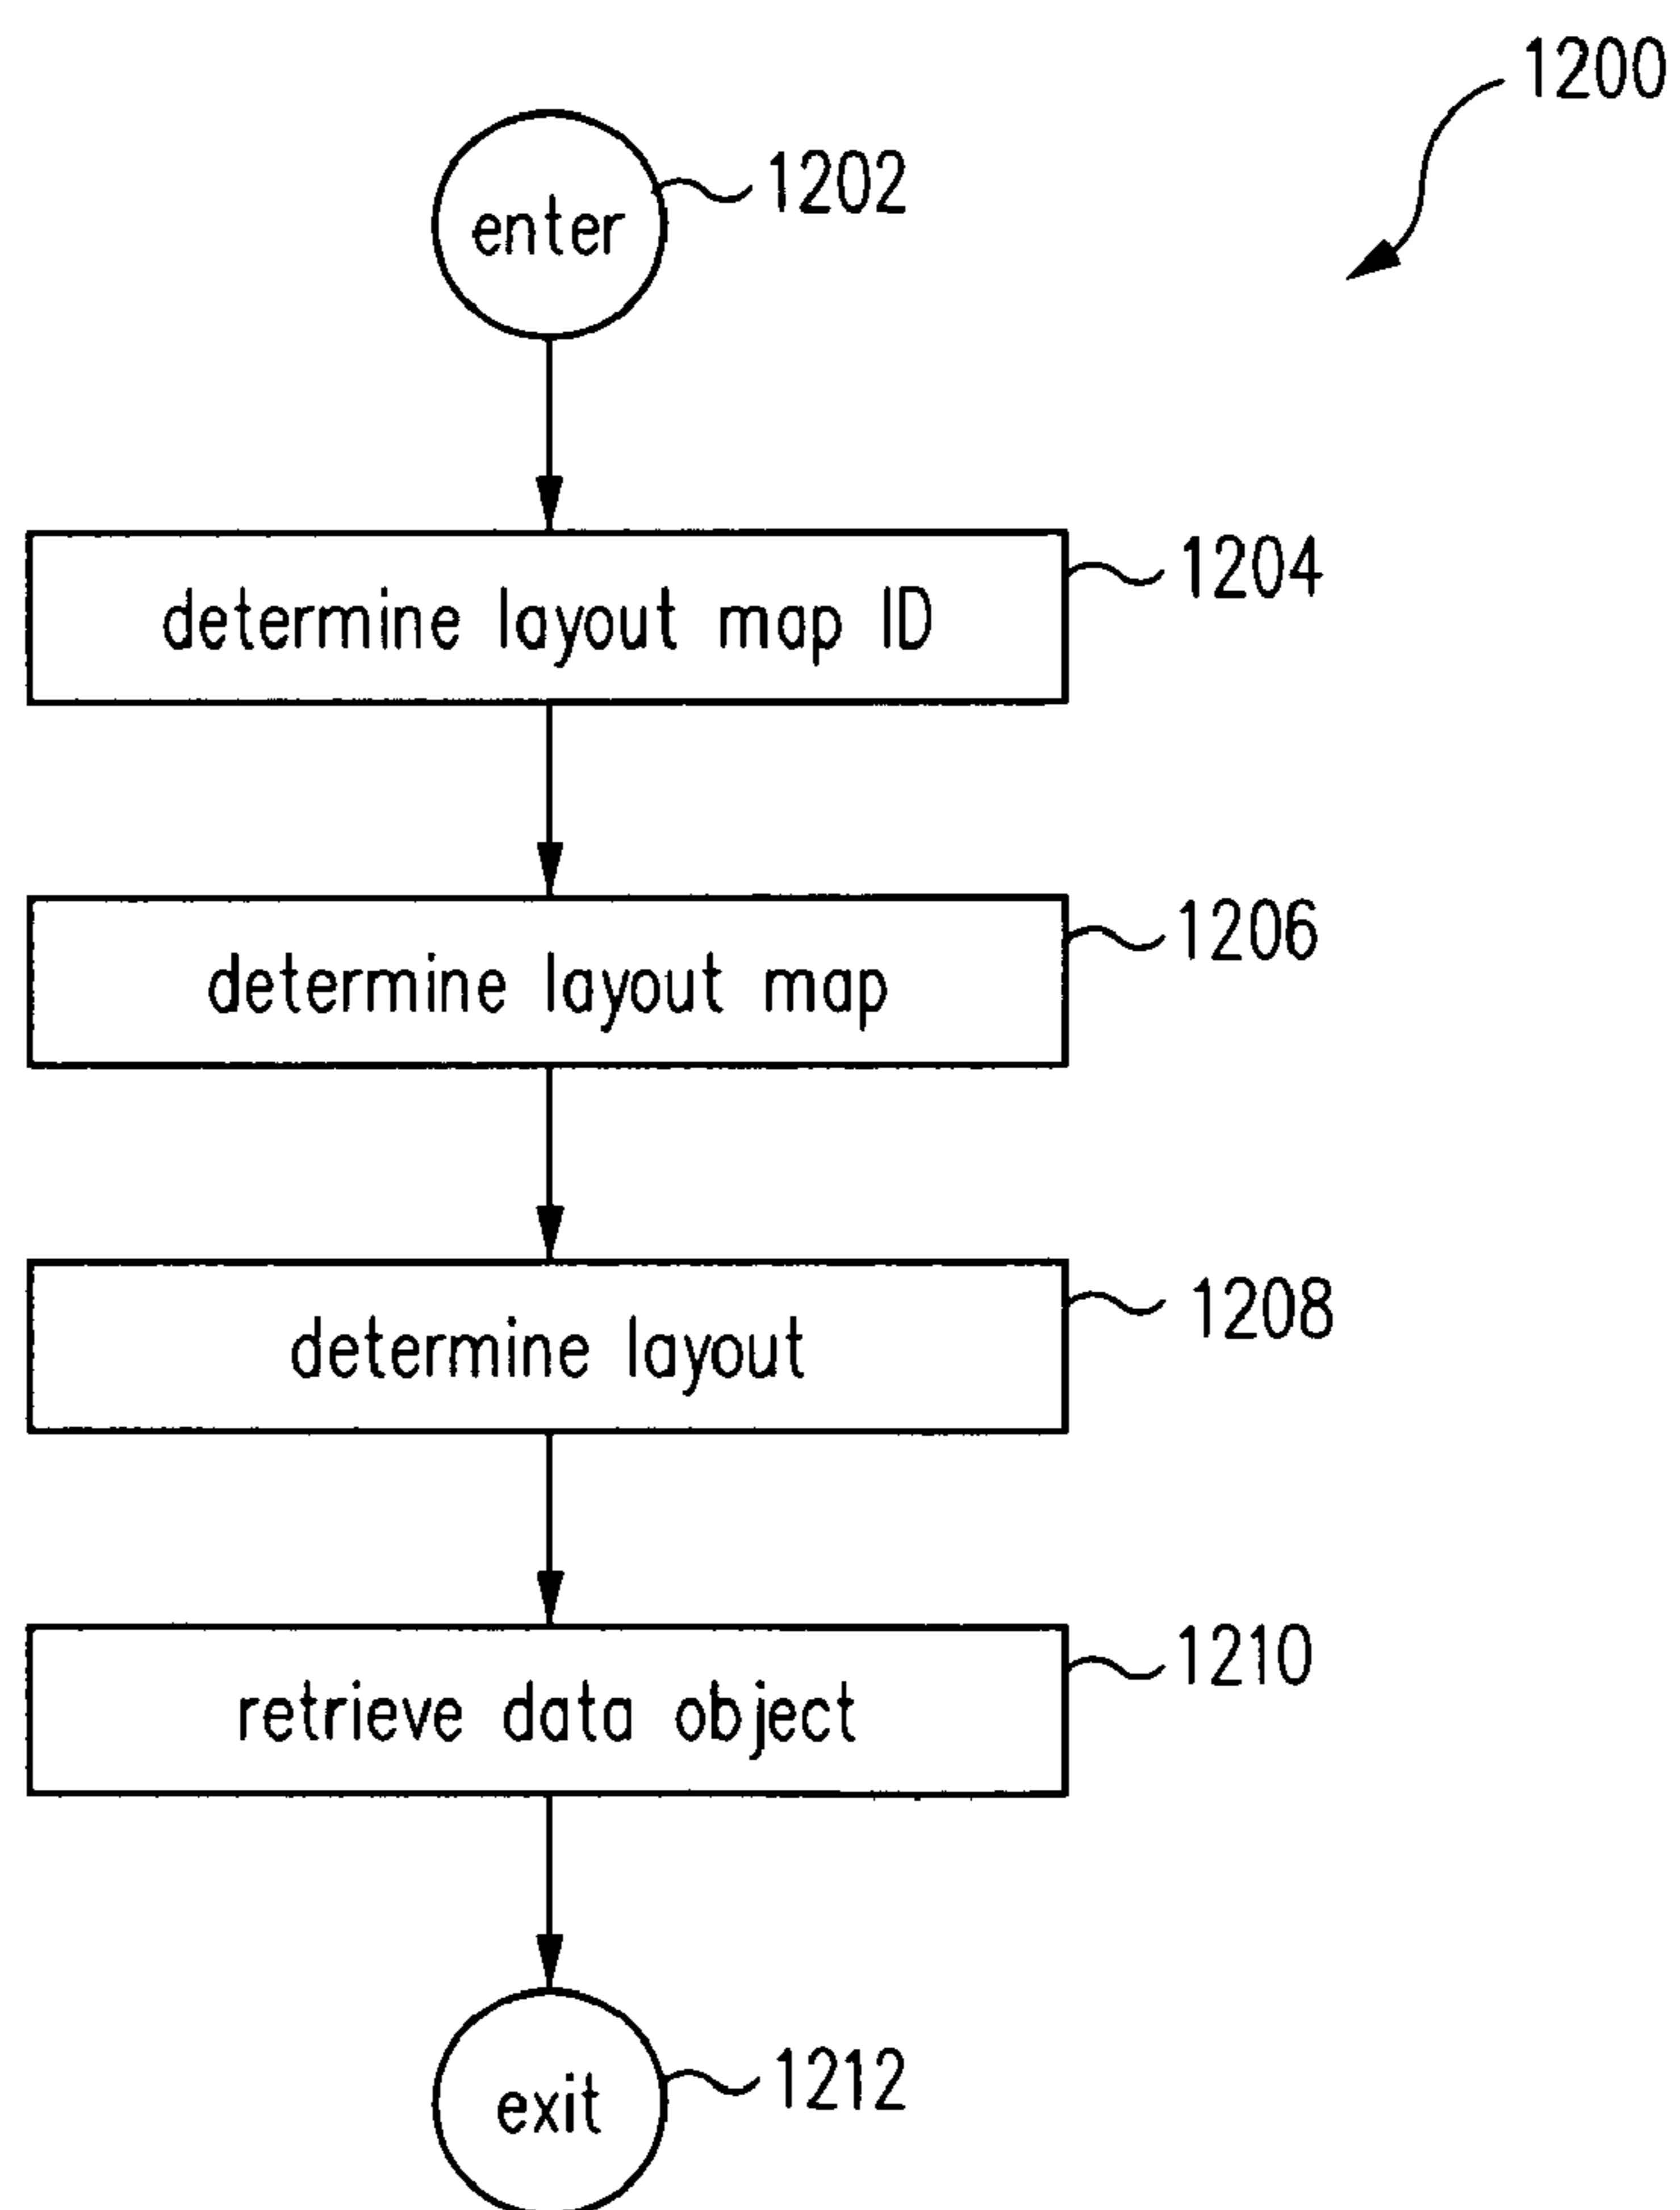 1200
enter
1202
determine layout map ID
1204
determine layout map
1206
determine layout
1208
retrieve data object
1210
exit
1212